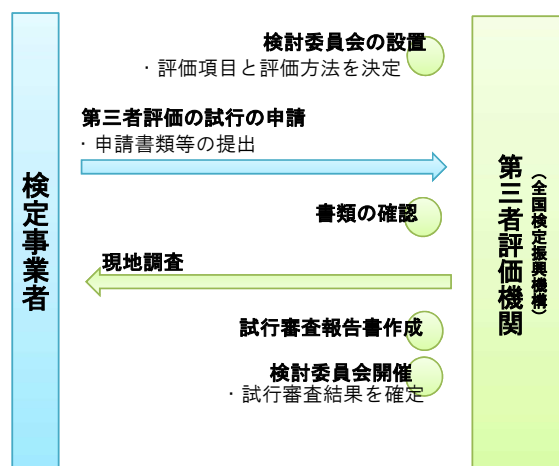 検討委員会の設置
・評価項目と評価方法を決定
第三者評価の試行の申請
・申請書類等の提出
検定事業者
書類の確認
第三者評価機関
（全国検定振興機構）
現地調査
試行審査報告書作成
検討委員会開催
・試行審査結果を確定